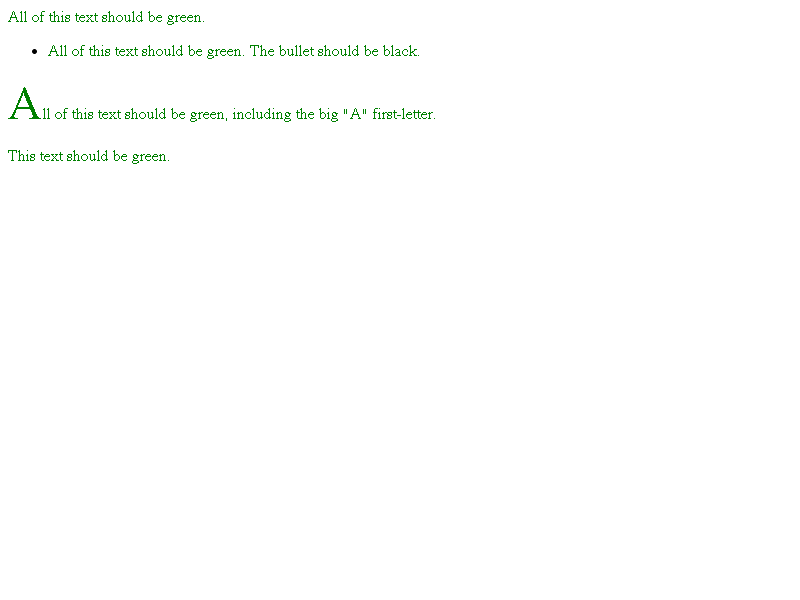 All of this text should be green.
• All of this text should be green. The bullet should be black.
All of this text should be green, including the big "A" first-letter.
This text should be green.